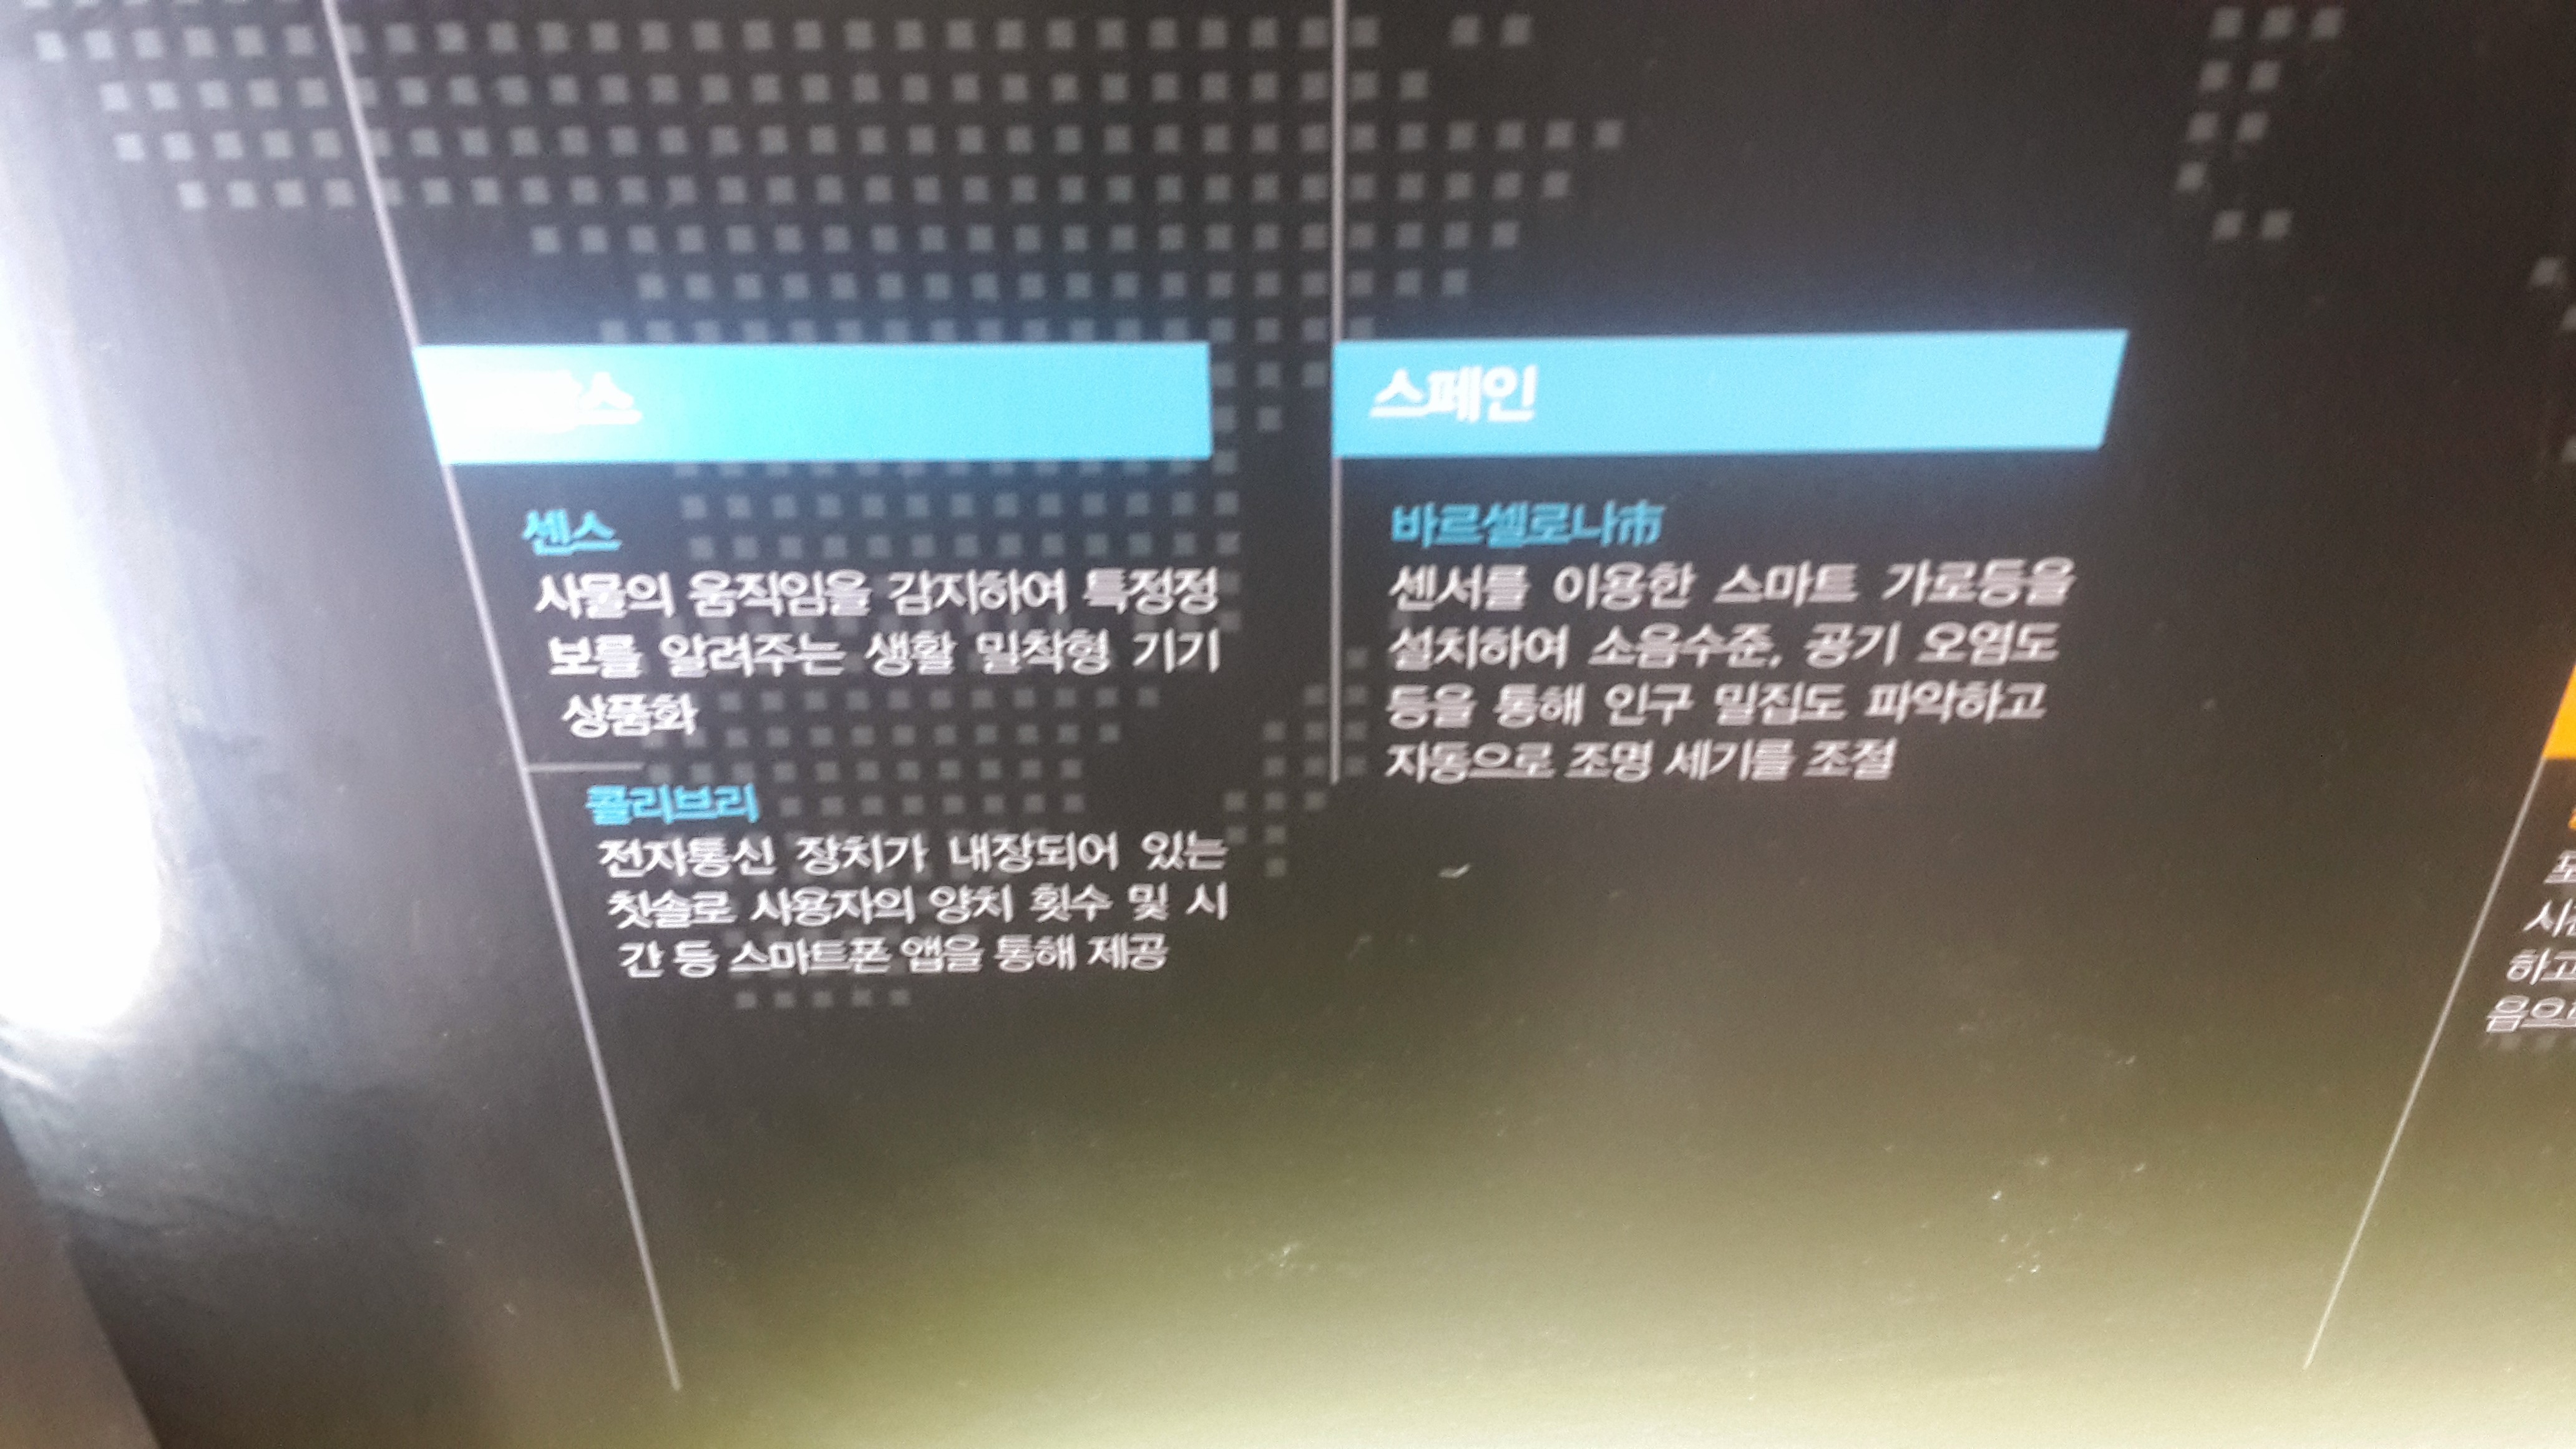 스페인
센스
사물의 움직임을 감지하여 특정정
보를 알려주는 생활 밀착형 기기
상품화
콜리브리
전자통신 장치가 내장되어 있는
칫솔로 사용자의 양치 횟수 및 시
간 등 스마트폰 앱을 통해 제공
바르셀로나市
센서를 이용한 스마트 가로등을
설치하여 소음수준, 공기 오염도
등을 통해 인구 밀집도 파악하고
자동으로 조명 세기를 조절
하고